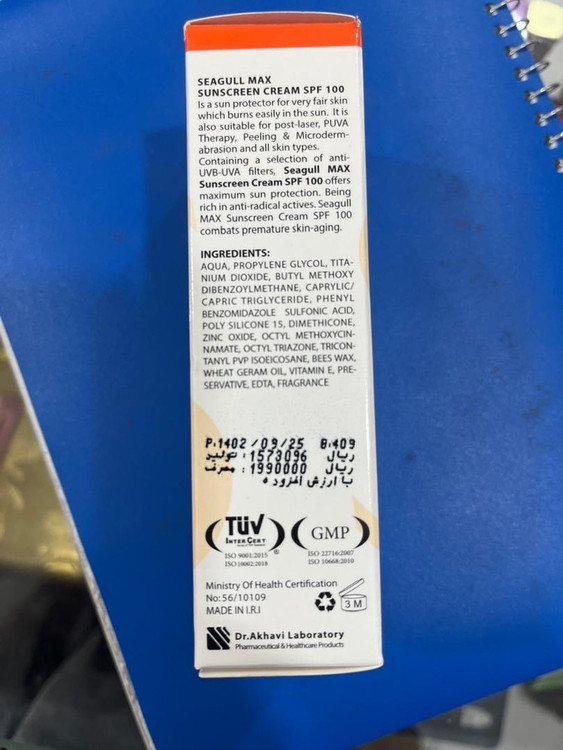 SEAGULL MAX
SUNSCREEN CREAM SPF 100
Is a sun protector for very fair skin
which burns easily in the sun. It is
also suitable for post-laser, PUVA
Therapy, Peeling & Microderm-
abrasion and all skin types.
Containing a selection of anti-
UVB-UVA filters, Seagull MAX
Sunscreen Cream SPF 100 offers
maximum sun protection. Being
rich in anti-radical actives. Seagull
MAX Sunscreen Cream SPF 100
combats premature skin-aging.
INGREDIENTS:
AQUA, PROPYLENE GLYCOL, TITA-
NIUM DIOXIDE, BUTYL METHOXY
DIBENZOYLMETHANE, CAPRYLIC/
CAPRIC TRIGLYCERIDE, PHENYL
BENZOMIDAZOLE SULFONIC ACID,
POLY SILICONE 15, DIMETHICONE,
ZINC OXIDE, OCTYL METHOXYCIN-
NAMATE, OCTYL TRIAZONE, TRICON-
TANYL PVP ISOEICOSANE, BEES WAX,
WHEAT GERAM OIL, VITAMIN E, PRE-
SERVATIVE, EDTA, FRAGRANCE
P.1402/09/25 B.409
ریال 1573096 : تولید
ریال 1990000 : مصرف
با ارزش افزوده
TÜV INTERCERT
ISO 9001:2015
ISO 10002:2018
®
GMP
ISO 22716:2007
ISO 10668:2010
Ministry Of Health Certification
No: 56/10109
MADE IN I.R.I
3 M
Dr.Akhavi Laboratory
Pharmaceutical & Healthcare Products